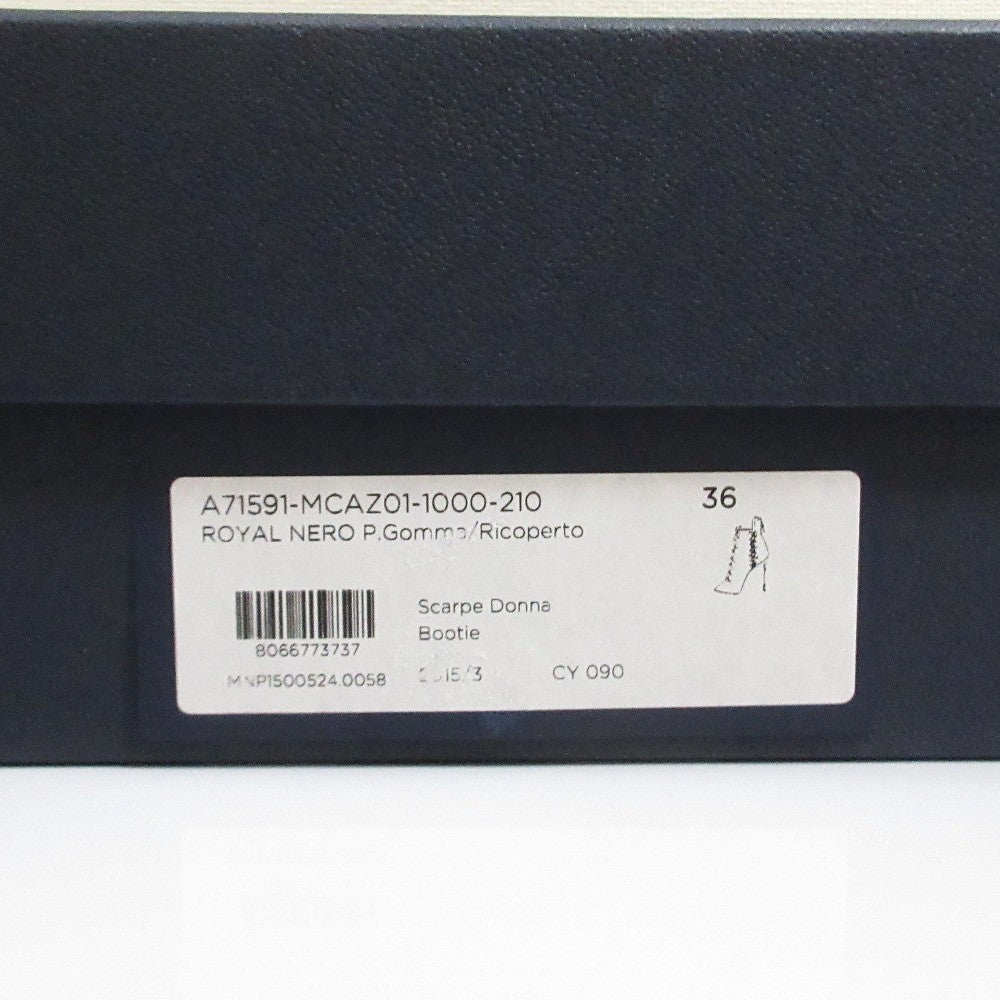 A71591-MCAZ01-1000-210
36
ROYAL NERO P.Gomma/Ricoperto
Scarpe Donna
Bootie
8066773737
MNP1500524.0058
CY 090